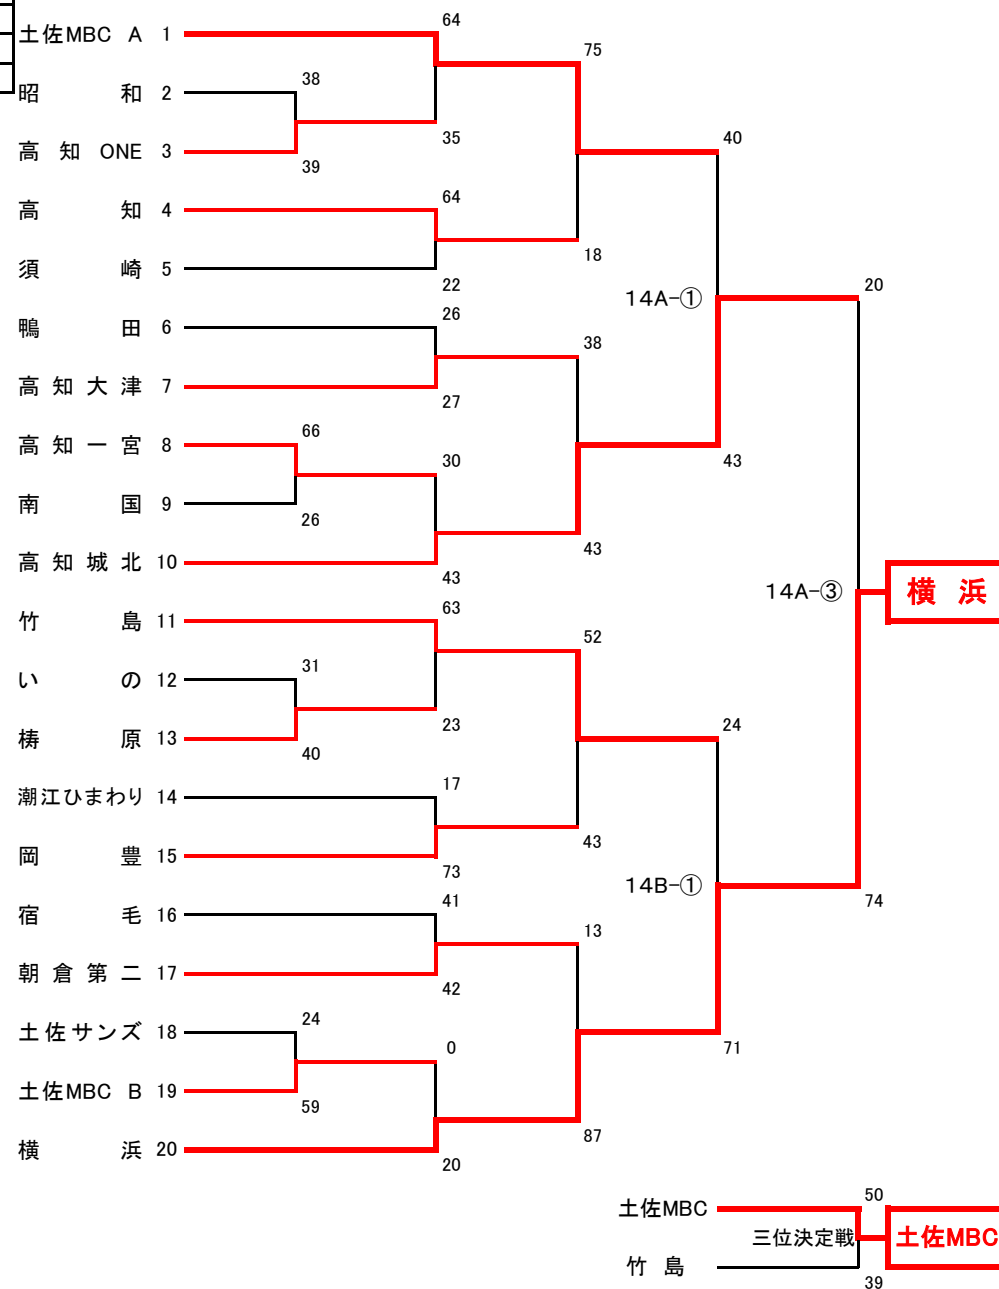 64
土佐MBC A 1
75
38
昭和 2
40
35
高知ONE 3
39
64
高知 4
18
須崎 5
22
20
14A-①
26
鴨田 6
38
高知大津 7
27
66
高知一宮 8
30
43
南国 9
26
43
高知城北 10
43
14A-③
横浜
63
竹島 11
52
31
いの 12
24
23
梼原 13
40
17
潮江ひまわり 14
43
岡豊 15
73
14B-①
74
41
宿毛 16
13
朝倉第二 17
42
24
土佐サンズ 18
0
71
土佐MBC B 19
59
87
横浜 20
20
50
土佐MBC
三位決定戦
土佐MBC
竹島
39